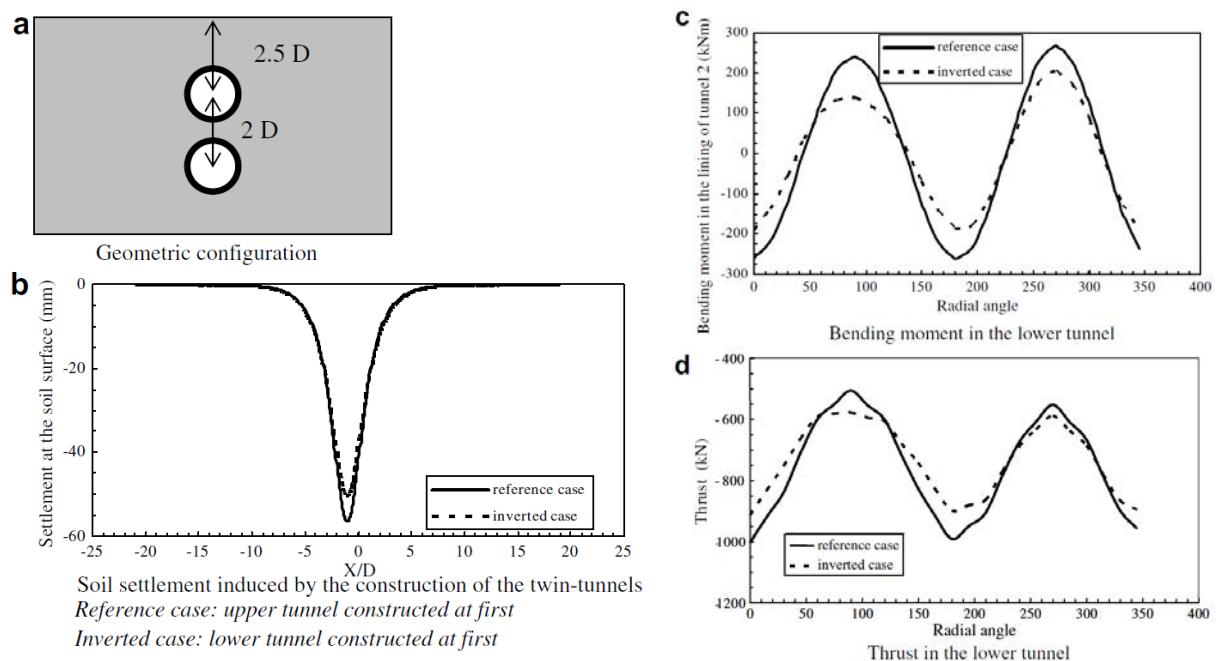 a
2.5 D
2 D
Geometric configuration
b
Settlement at the soil surface (mm)
0
-20
-40
-60
reference case
inverted case
-25 -20 -15 -10 -5 0 5 10 15 20 25
X/D
Soil settlement induced by the construction of the twin-tunnels
Reference case: upper tunnel constructed at first
Inverted case: lower tunnel constructed at first
c
Bending moment in the lining of tunnel 2 (kNm)
300
200
100
0
-100
-200
-300
reference case
inverted case
0 50 100 150 200 250 300 350 400
Radial angle
Bending moment in the lower tunnel
d
Thrust (kN)
-400
-600
-800
-1000
-1200
reference case
inverted case
0 50 100 150 200 250 300 350 400
Radial angle
Thrust in the lower tunnel